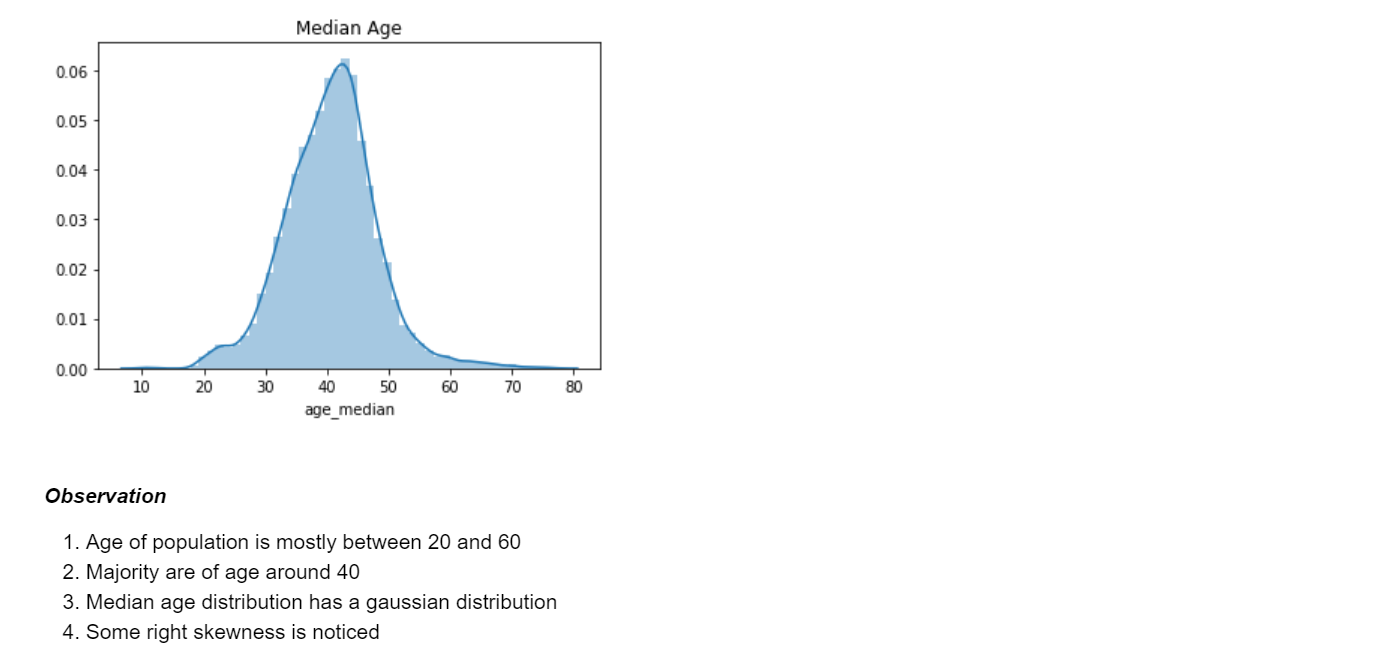 Median Age
0.06
0.05
0.04
0.03
0.02
0.01
0.00
10 20 30 40 50 60 70 80
age_median
Observation
1. Age of population is mostly between 20 and 60
2. Majority are of age around 40
3. Median age distribution has a gaussian distribution
4. Some right skewness is noticed